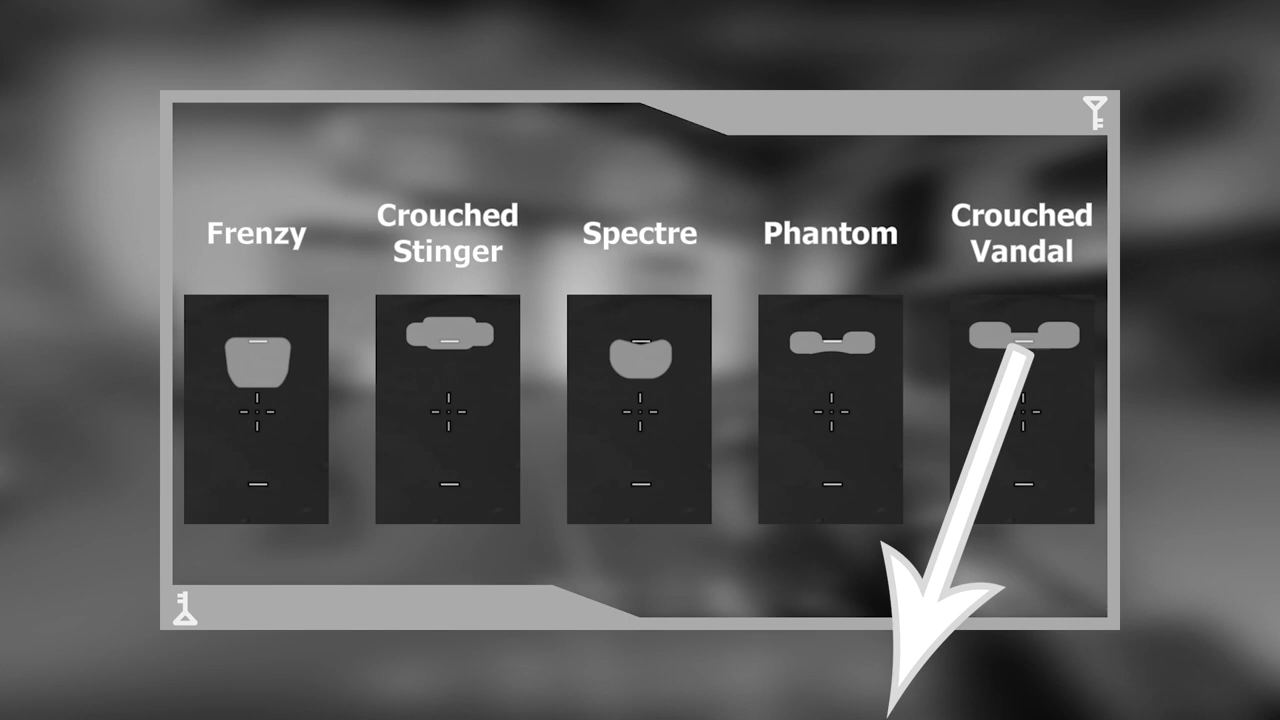 Frenzy
Crouched
Stinger
Spectre
Phantom
Crouched
Vandal